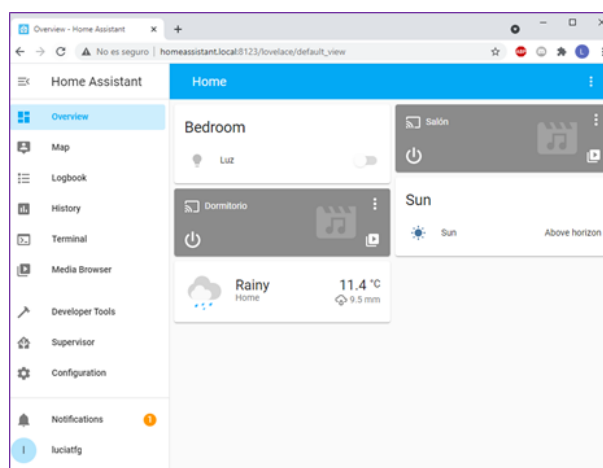 Overview - Home Assistant
No es seguro | homeassistant.local:8123/lovelace/default_view
L
Home Assistant
Overview
Map
Logbook
History
Terminal
Media Browser
Developer Tools
Supervisor
Configuration
Notifications 1
l luciatfg
Home
Bedroom
Luz
Dormitorio
Rainy 11.4 °C
Home 9.5 mm
Salón
Sun
Sun Above horizon